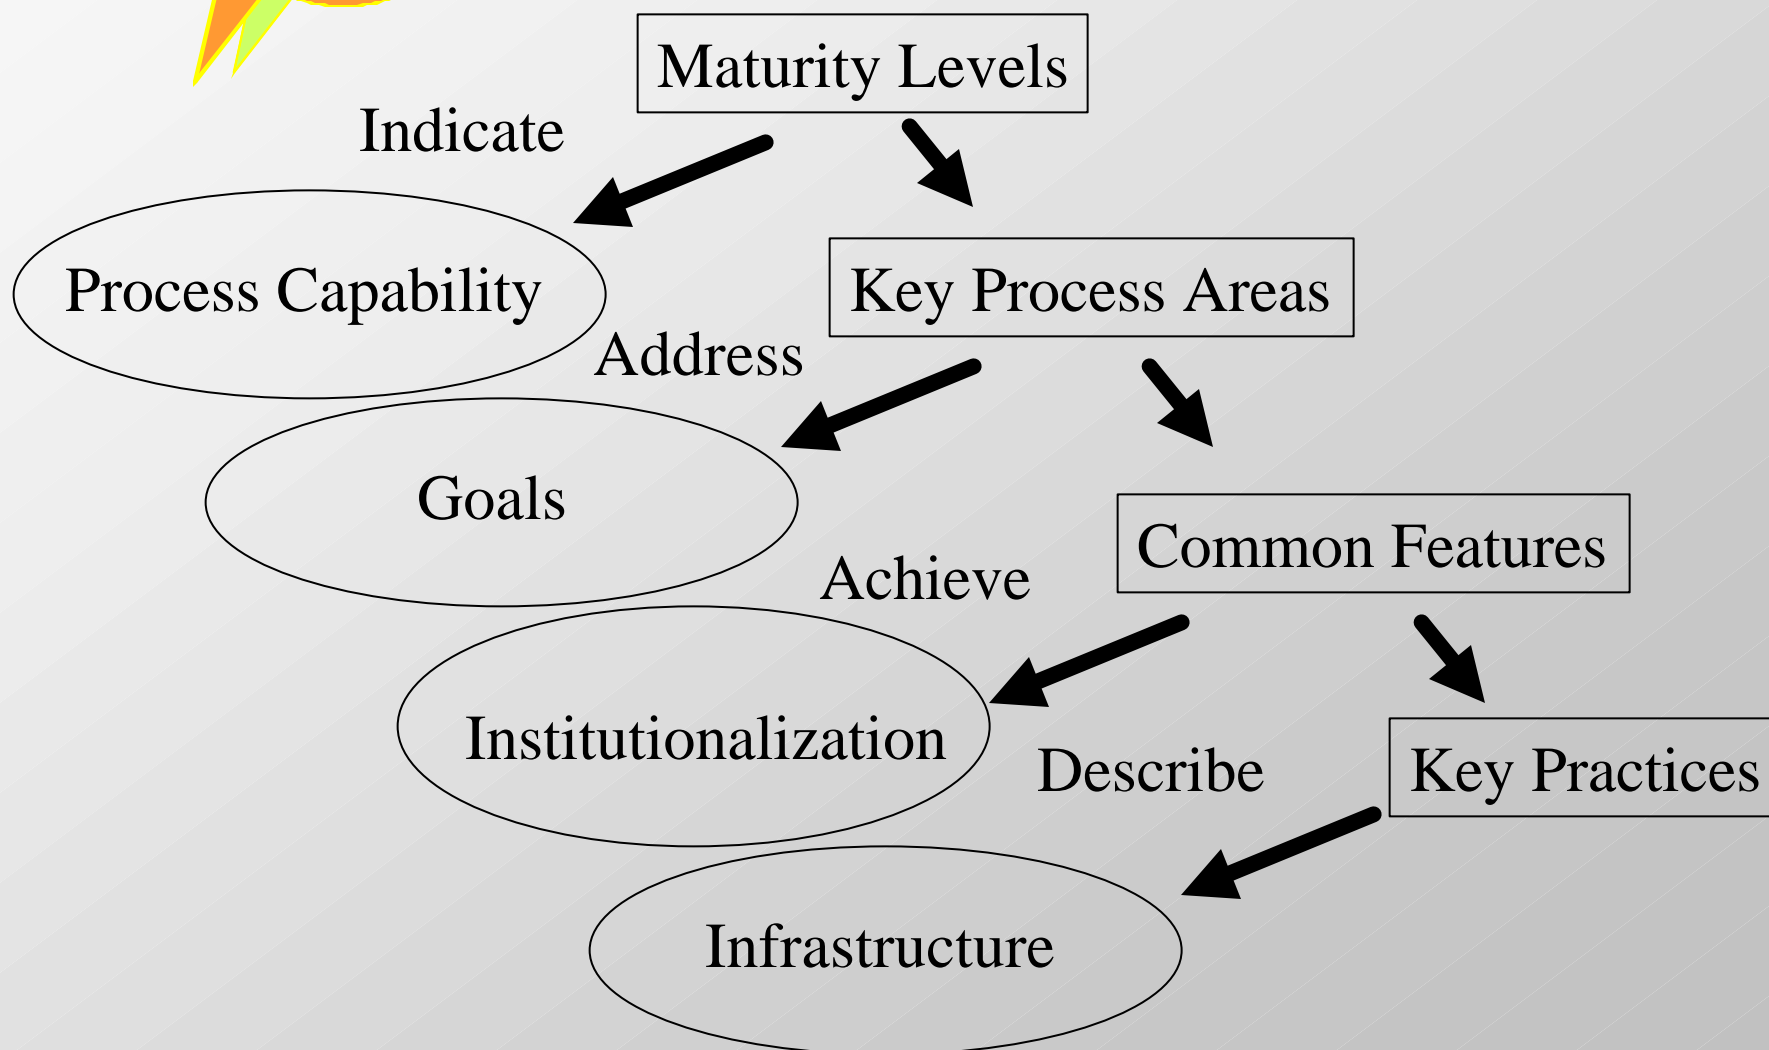 Maturity Levels
Indicate
Process Capability
Key Process Areas
Address
Goals
Common Features
Achieve
Institutionalization
Describe
Key Practices
Infrastructure